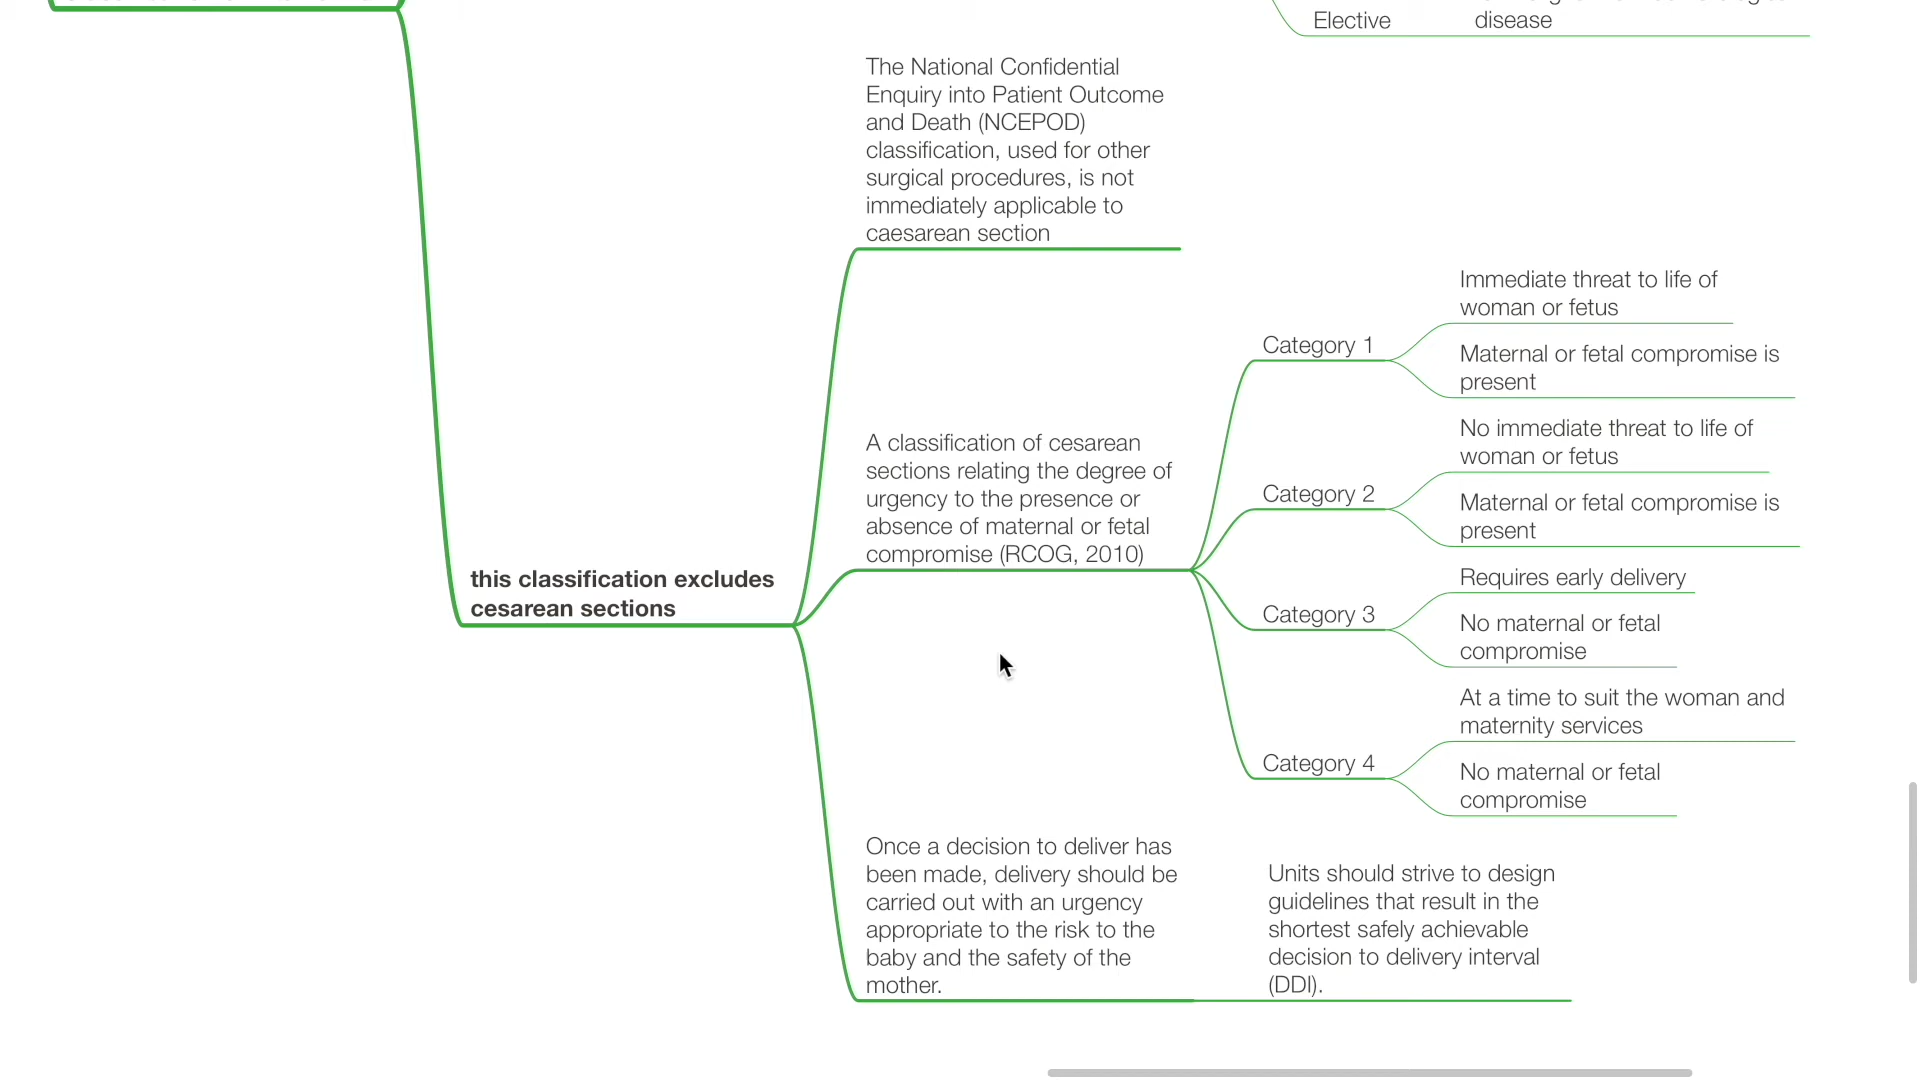 Elective
disease
The National Confidential
Enquiry into Patient Outcome
and Death (NCEPOD)
classification, used for other
surgical procedures, is not
immediately applicable to
caesarean section
Immediate threat to life of
woman or fetus
Category 1
Maternal or fetal compromise is
present
No immediate threat to life of
woman or fetus
A classification of cesarean
sections relating the degree of
urgency to the presence or
absence of maternal or fetal
compromise (RCOG, 2010)
Category 2
Maternal or fetal compromise is
present
this classification excludes
cesarean sections
Requires early delivery
Category 3
No maternal or fetal
compromise
At a time to suit the woman and
maternity services
Category 4
No maternal or fetal
compromise
Once a decision to deliver has
been made, delivery should be
carried out with an urgency
appropriate to the risk to the
baby and the safety of the
mother.
Units should strive to design
guidelines that result in the
shortest safely achievable
decision to delivery interval
(DDI).